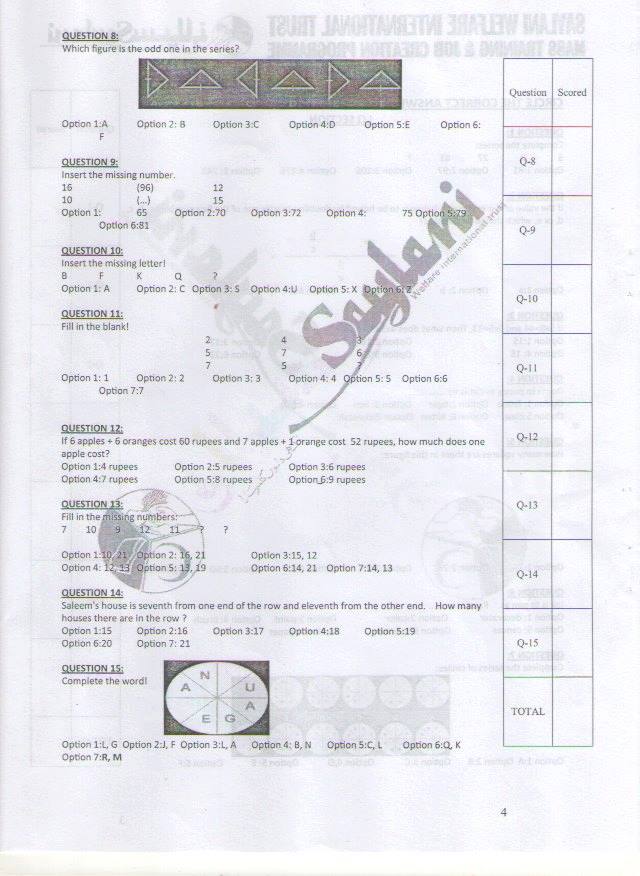 QUESTION 8:
Which figure is the odd one in the series?
Option 1:A Option 2: B Option 3:C Option 4:D Option 5:E Option 6:
F
QUESTION 9:
Insert the missing number.
16 (96) 12
10 (...) 15
Option 1: 65 Option 2:70 Option 3:72 Option 4: 75 Option 5:79
Option 6:81
QUESTION 10:
Insert the missing letter!
B F K Q ?
Option 1: A Option 2: C Option 3: S Option 4:U Option 5: X Option 6: Z
QUESTION 11:
Fill in the blank!
2 4 3
5 7 6
7 5 ?
Option 1: 1 Option 2: 2 Option 3: 3 Option 4: 4 Option 5: 5 Option 6:6
Option 7:7
QUESTION 12:
If 6 apples + 6 oranges cost 60 rupees and 7 apples + 1 orange cost 52 rupees, how much does one
apple cost?
Option 1:4 rupees Option 2:5 rupees Option 3:6 rupees
Option 4:7 rupees Option 5:8 rupees Option 6:9 rupees
QUESTION 13:
Fill in the missing numbers:
7 10 9 12 11 ? ?
Option 1:10, 21 Option 2: 16, 21 Option 3:15, 12
Option 4: 12, 13 Option 5: 13, 19 Option 6:14, 21 Option 7:14, 13
QUESTION 14:
Saleem's house is seventh from one end of the row and eleventh from the other end. How many
houses there are in the row ?
Option 1:15 Option 2:16 Option 3:17 Option 4:18 Option 5:19
Option 6:20 Option 7: 21
QUESTION 15:
Complete the word!
N
A U
A
E G
Option 1:L, G Option 2:J, F Option 3:L, A Option 4: B, N Option 5:C, L Option 6:Q, K
Option 7:R, M
Question Scored
Q-8
Q-9
Q-10
Q-11
Q-12
Q-13
Q-14
Q-15
TOTAL
Saylani
Welfare International Trust
4